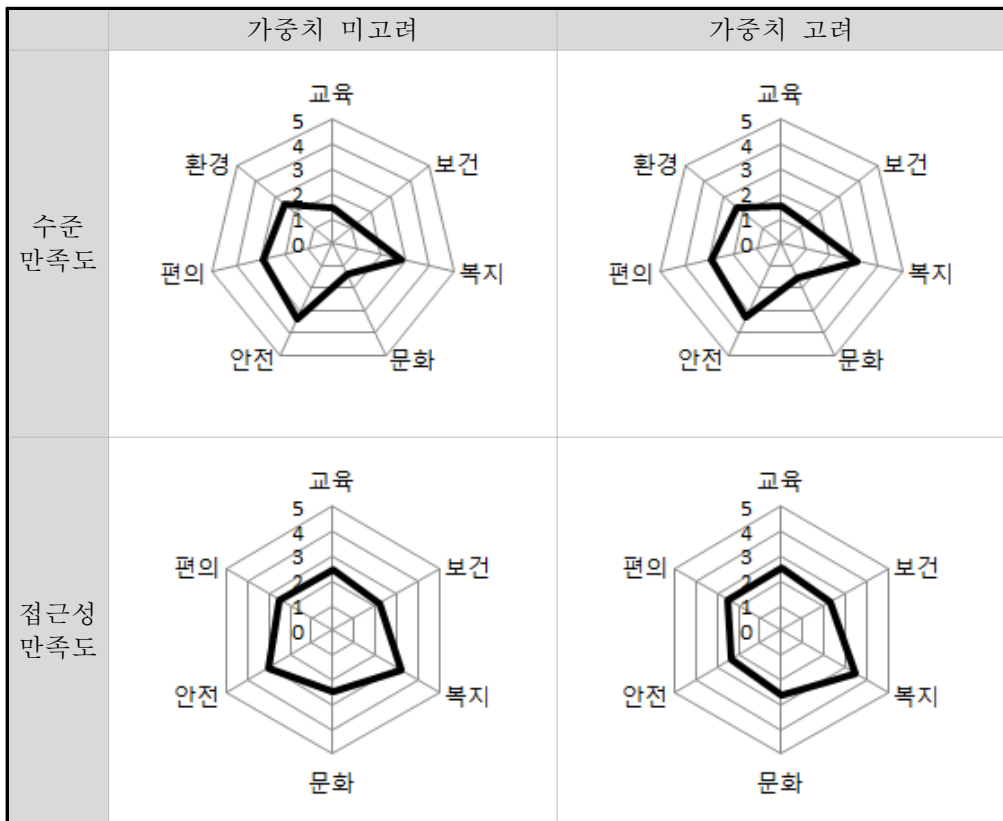 가중치 미고려
가중치 고려
수준
만족도
교육
보건
복지
문화
안전
편의
환경
5
4
3
2
1
0
교육
보건
복지
문화
안전
편의
환경
5
4
3
2
1
0
접근성
만족도
교육
보건
복지
문화
안전
편의
5
4
3
2
1
0
교육
보건
복지
문화
안전
편의
5
4
3
2
1
0